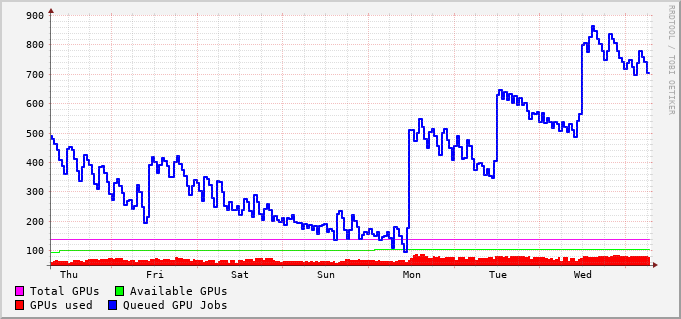 900
800
700
600
500
400
300
200
100
Thu Fri Sat Sun Mon Tue Wed
Total GPUs Available GPUs
GPUs used Queued GPU Jobs
RRDTOOL / TOBI OETIKER